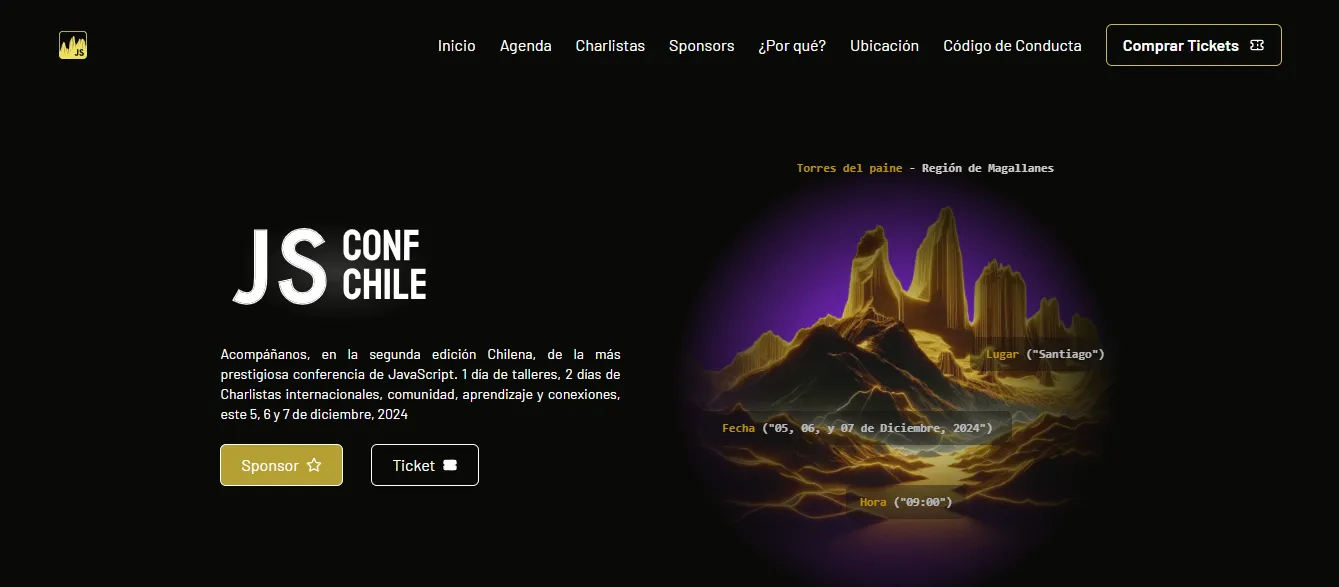 JS
Inicio Agenda Charlistas Sponsors ¿Por qué? Ubicación Código de Conducta Comprar Tickets
Torres del paine - Región de Magallanes
JS CONF
CHILE
Acompáñanos, en la segunda edición Chilena, de la más
prestigiosa conferencia de JavaScript. 1 día de talleres, 2 días de
Charlistas internacionales, comunidad, aprendizaje y conexiones,
este 5, 6 y 7 de diciembre, 2024
Sponsor Ticket
Lugar ("Santiago")
Fecha ("05, 06, y 07 de Diciembre, 2024")
Hora ("09:00")